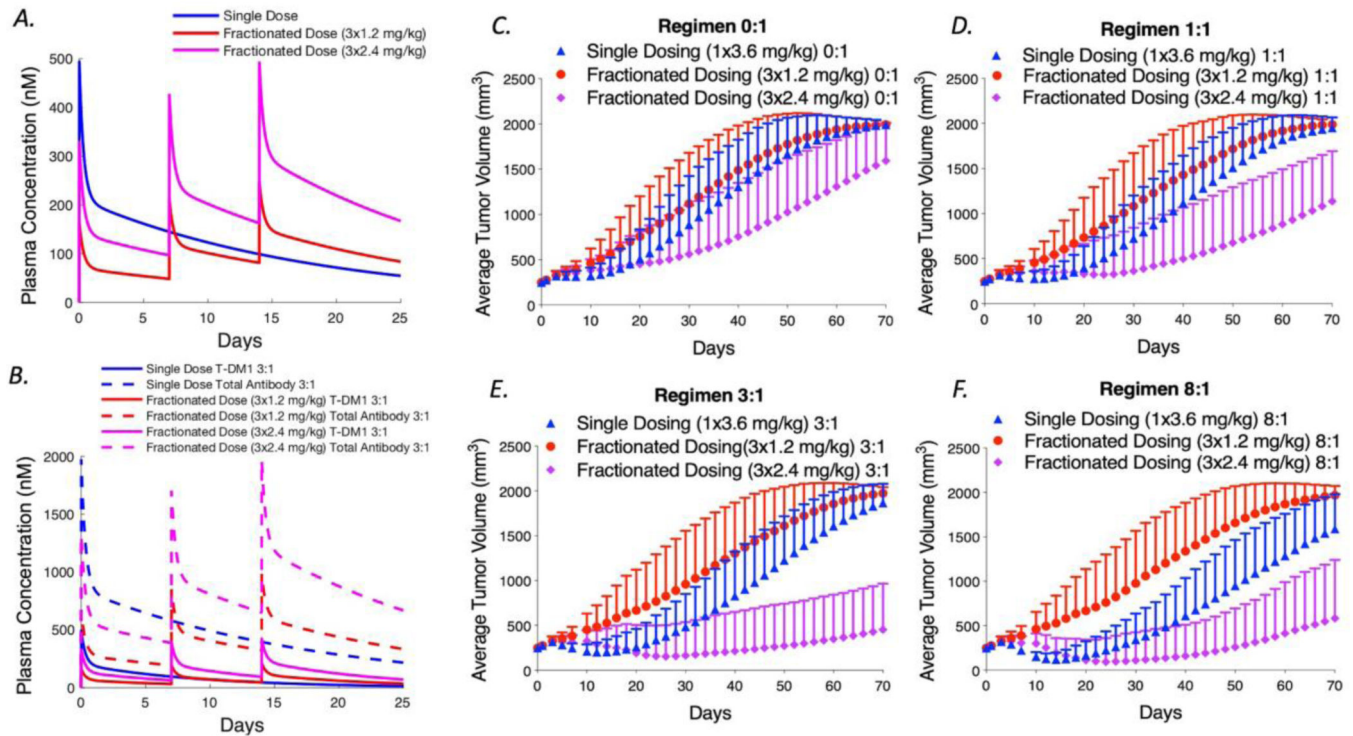 A.
Single Dose
Fractionated Dose (3x1.2 mg/kg)
Fractionated Dose (3x2.4 mg/kg)
500
400
300
200
100
0
Plasma Concentration (nM)
0 5 10 15 20 25
Days
B.
Single Dose T-DM1 3:1
Single Dose Total Antibody 3:1
Fractionated Dose (3x1.2 mg/kg) T-DM1 3:1
Fractionated Dose (3x1.2 mg/kg) Total Antibody 3:1
Fractionated Dose (3x2.4 mg/kg) T-DM1 3:1
Fractionated Dose (3x2.4 mg/kg) Total Antibody 3:1
2000
1500
1000
500
0
Plasma Concentration (nM)
0 5 10 15 20 25
Days
C.
Regimen 0:1
Single Dosing (1x3.6 mg/kg) 0:1
Fractionated Dosing (3x1.2 mg/kg) 0:1
Fractionated Dosing (3x2.4 mg/kg) 0:1
2500
2000
1500
1000
500
0
Average Tumor Volume (mm³)
0 10 20 30 40 50 60 70
Days
D.
Regimen 1:1
Single Dosing (1x3.6 mg/kg) 1:1
Fractionated Dosing (3x1.2 mg/kg) 1:1
Fractionated Dosing (3x2.4 mg/kg) 1:1
2500
2000
1500
1000
500
0
Average Tumor Volume (mm³)
0 10 20 30 40 50 60 70
Days
E.
Regimen 3:1
Single Dosing (1x3.6 mg/kg) 3:1
Fractionated Dosing(3x1.2 mg/kg) 3:1
Fractionated Dosing (3x2.4 mg/kg) 3:1
2500
2000
1500
1000
500
0
Average Tumor Volume (mm³)
0 10 20 30 40 50 60 70
Days
F.
Regimen 8:1
Single Dosing (1x3.6 mg/kg) 8:1
Fractionated Dosing (3x1.2 mg/kg) 8:1
Fractionated Dosing (3x2.4 mg/kg) 8:1
2500
2000
1500
1000
500
0
Average Tumor Volume (mm³)
0 10 20 30 40 50 60 70
Days